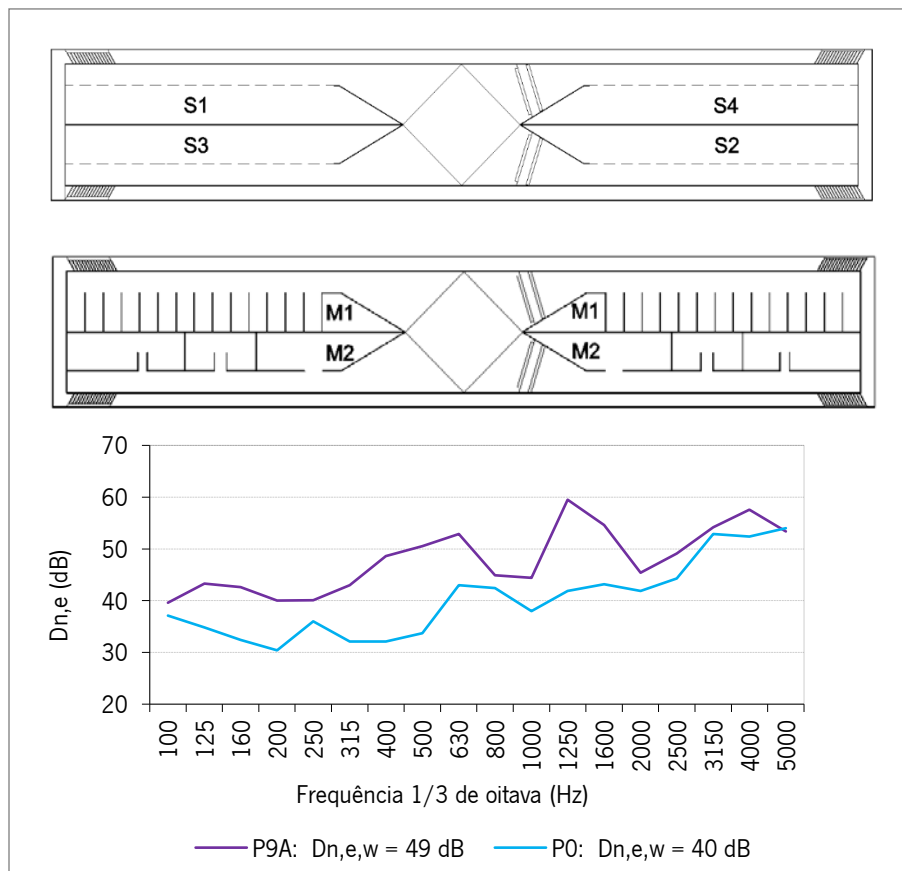 S1 S4
S3 S2
M1 M1
M2 M2
70
60
50
40
30
20
Dn,e (dB)
100 125 160 200 250 315 400 500 630 800 1000 1250 1600 2000 2500 3150 4000 5000
Frequência 1/3 de oitava (Hz)
P9A: Dn,e,w = 49 dB P0: Dn,e,w = 40 dB